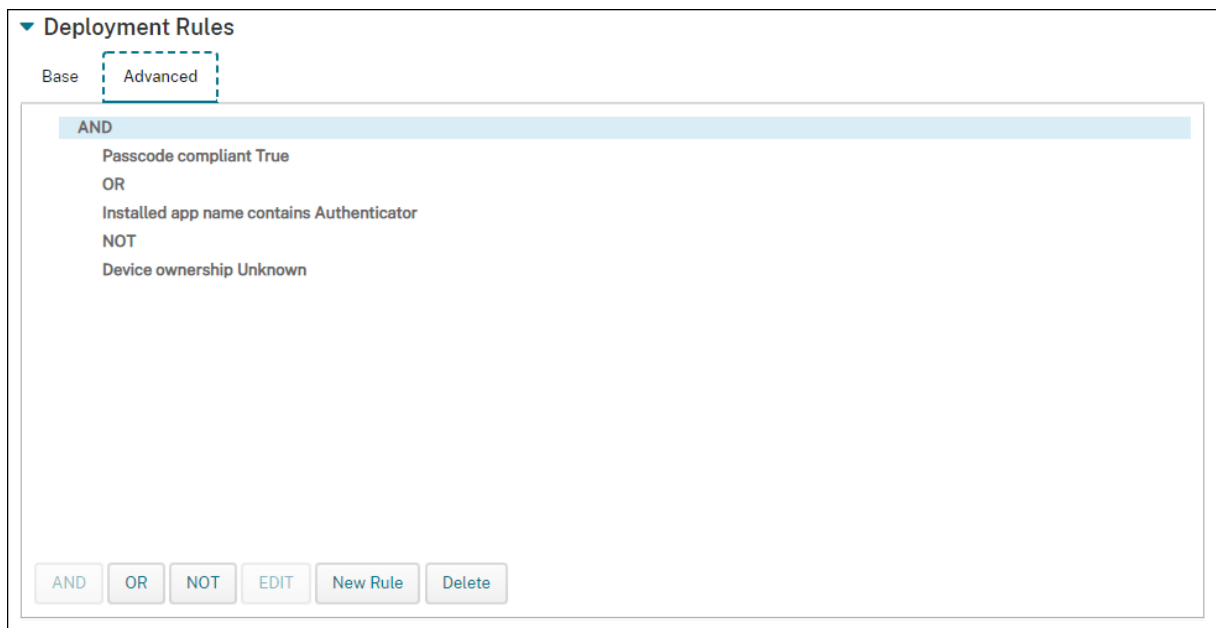 Deployment Rules
Base Advanced
AND
Passcode compliant True
OR
Installed app name contains Authenticator
NOT
Device ownership Unknown
AND OR NOT EDIT New Rule Delete